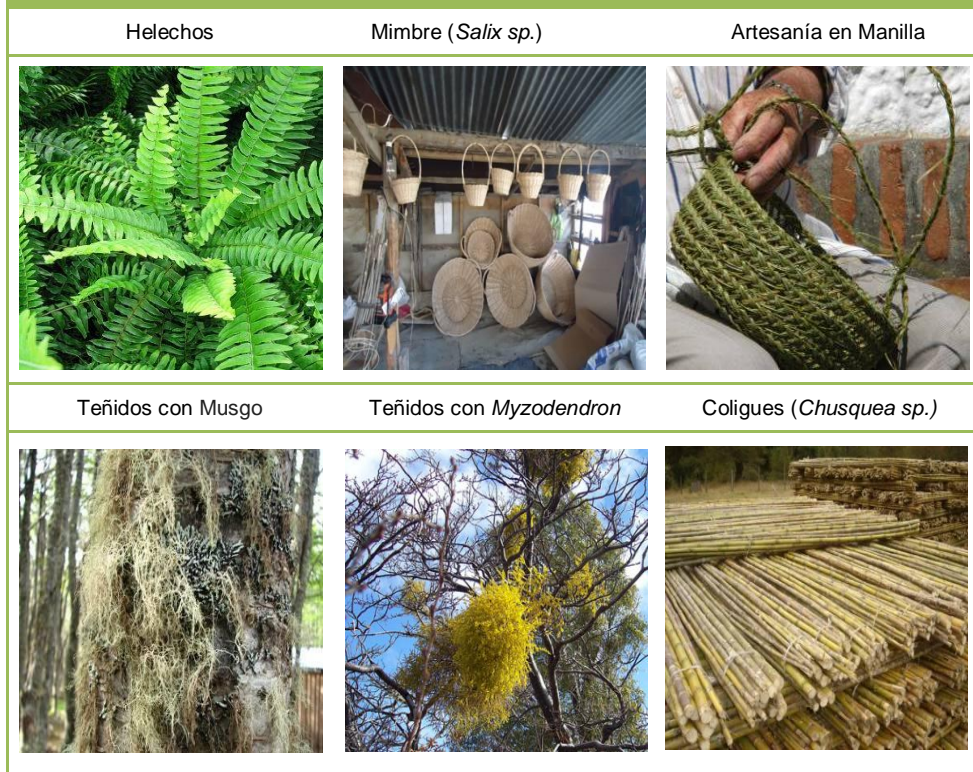 Helechos
Mimbre (Salix sp.)
Artesanía en Manilla
Teñidos con Musgo
Teñidos con Myzodendron
Coligues (Chusquea sp.)